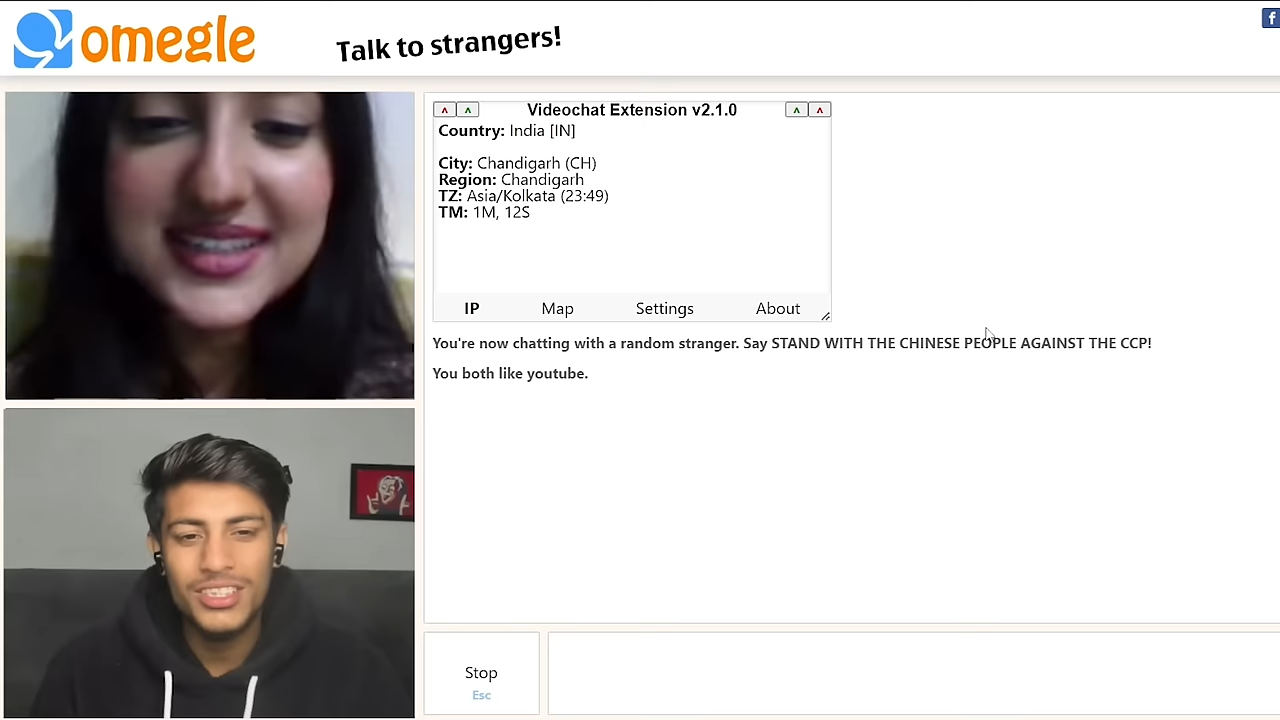 omegle
Talk to strangers!
f
^ ^ Videochat Extension v2.1.0 ^ ^
Country: India [IN]
City: Chandigarh (CH)
Region: Chandigarh
TZ: Asia/Kolkata (23:49)
TM: 1M, 12S
IP Map Settings About
You're now chatting with a random stranger. Say STAND WITH THE CHINESE PEOPLE AGAINST THE CCP!
You both like youtube.
Stop
Esc